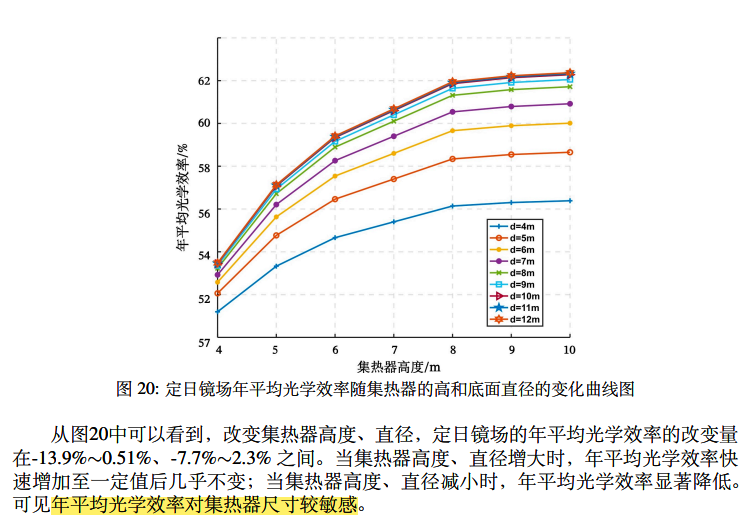 62
60
58
56
54
52
57
4
5
6
7
8
9
10
年平均光学效率/%
集热器高度/m
d=4m
d=5m
d=6m
d=7m
d=8m
d=9m
d=10m
d=11m
d=12m
图 20: 定日镜场年平均光学效率随集热器的高和底面直径的变化曲线图
从图20中可以看到，改变集热器高度、直径，定日镜场的年平均光学效率的改变量
在-13.9%~0.51%、-7.7%~2.3% 之间。当集热器高度、直径增大时，年平均光学效率快
速增加至一定值后几乎不变；当集热器高度、直径减小时，年平均光学效率显著降低。
可见年平均光学效率对集热器尺寸较敏感。